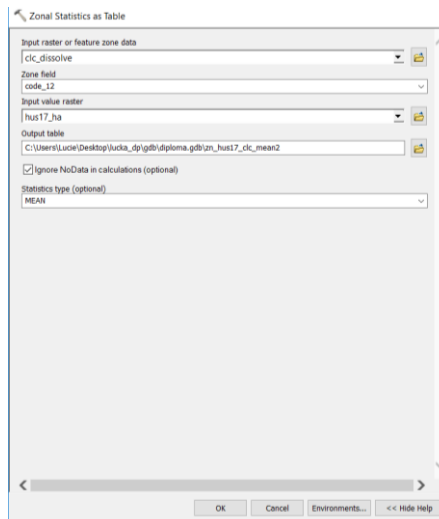 Zonal Statistics as Table
Input raster or feature zone data
clc_dissolve
Zone field
code_12
Input value raster
hus17_ha
Output table
C:\Users\Lucie\Desktop\lucka_dp\gdb\diploma.gdb\zn_hus17_clc_mean2
Ignore NoData in calculations (optional)
Statistics type (optional)
MEAN
OK Cancel Environments... << Hide Help